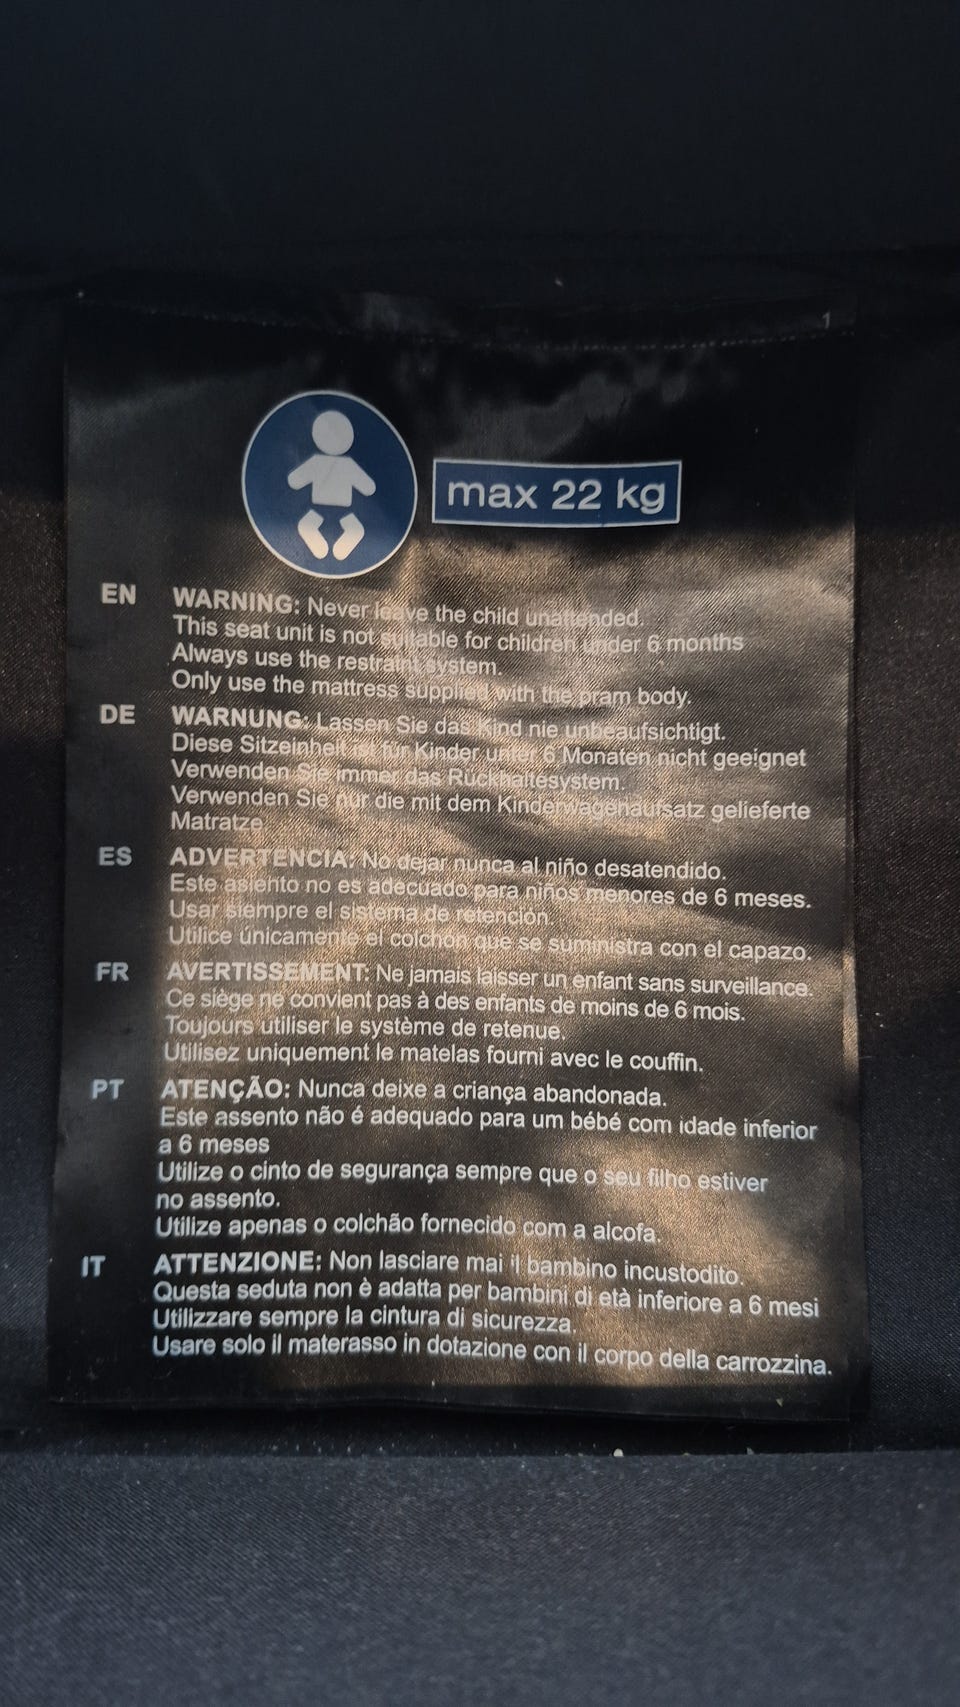 1
max 22 kg
EN WARNING: Never leave the child unattended.
This seat unit is not suitable for children under 6 months
Always use the restraint system.
Only use the mattress supplied with the pram body.
DE WARNUNG: Lassen Sie das Kind nie unbeaufsichtigt.
Diese Sitzeinheit ist für Kinder unter 6 Monaten nicht geeignet
Verwenden Sie immer das Rückhaltesystem.
Verwenden Sie nur die mit dem Kinderwagenaufsatz gelieferte
Matratze
ES ADVERTENCIA: No dejar nunca al niño desatendido.
Este asiento no es adecuado para niños menores de 6 meses.
Usar siempre el sistema de retención.
Utilice únicamente el colchón que se suministra con el capazo.
FR AVERTISSEMENT: Ne jamais laisser un enfant sans surveillance.
Ce siège ne convient pas à des enfants de moins de 6 mois.
Toujours utiliser le système de retenue.
Utilisez uniquement le matelas fourni avec le couffin.
PT ATENÇÃO: Nunca deixe a criança abandonada.
Este assento não é adequado para um bébé com idade inferior
a 6 meses
Utilize o cinto de segurança sempre que o seu filho estiver
no assento.
Utilize apenas o colchão fornecido com a alcofa.
IT ATTENZIONE: Non lasciare mai il bambino incustodito.
Questa seduta non è adatta per bambini di età inferiore a 6 mesi
Utilizzare sempre la cintura di sicurezza.
Usare solo il materasso in dotazione con il corpo della carrozzina.